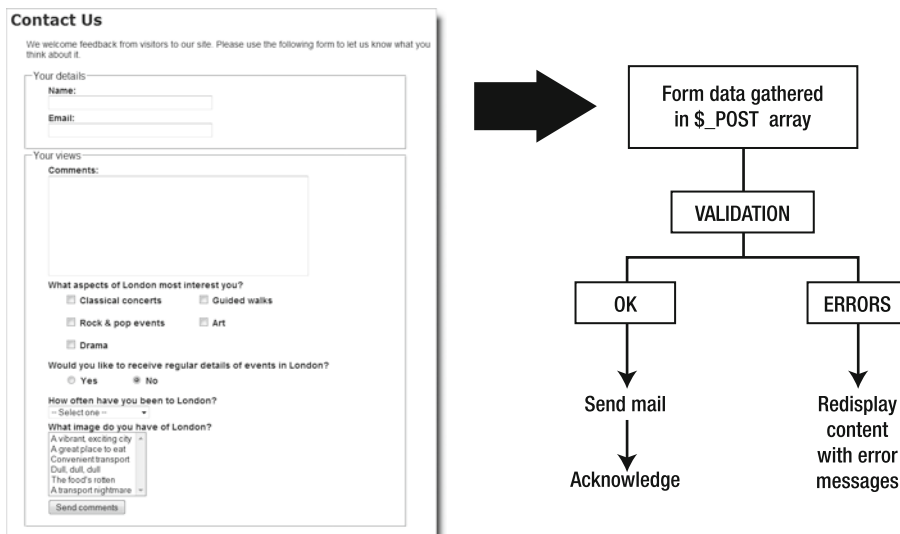 Contact Us
We welcome feedback from visitors to our site. Please use the following form to let us know what you
think about it.
Your details
Name:
Email:
Your views
Comments:
What aspects of London most interest you?
Classical concerts Guided walks
Rock & pop events Art
Drama
Would you like to receive regular details of events in London?
Yes No
How often have you been to London?
-- Select one --
What image do you have of London?
A vibrant, exciting city
A great place to eat
Convenient transport
Dull, dull, dull
The food's rotten
A transport nightmare
Send comments
Form data gathered
in $_POST array
VALIDATION
OK
ERRORS
Send mail
Acknowledge
Redisplay
content
with error
messages